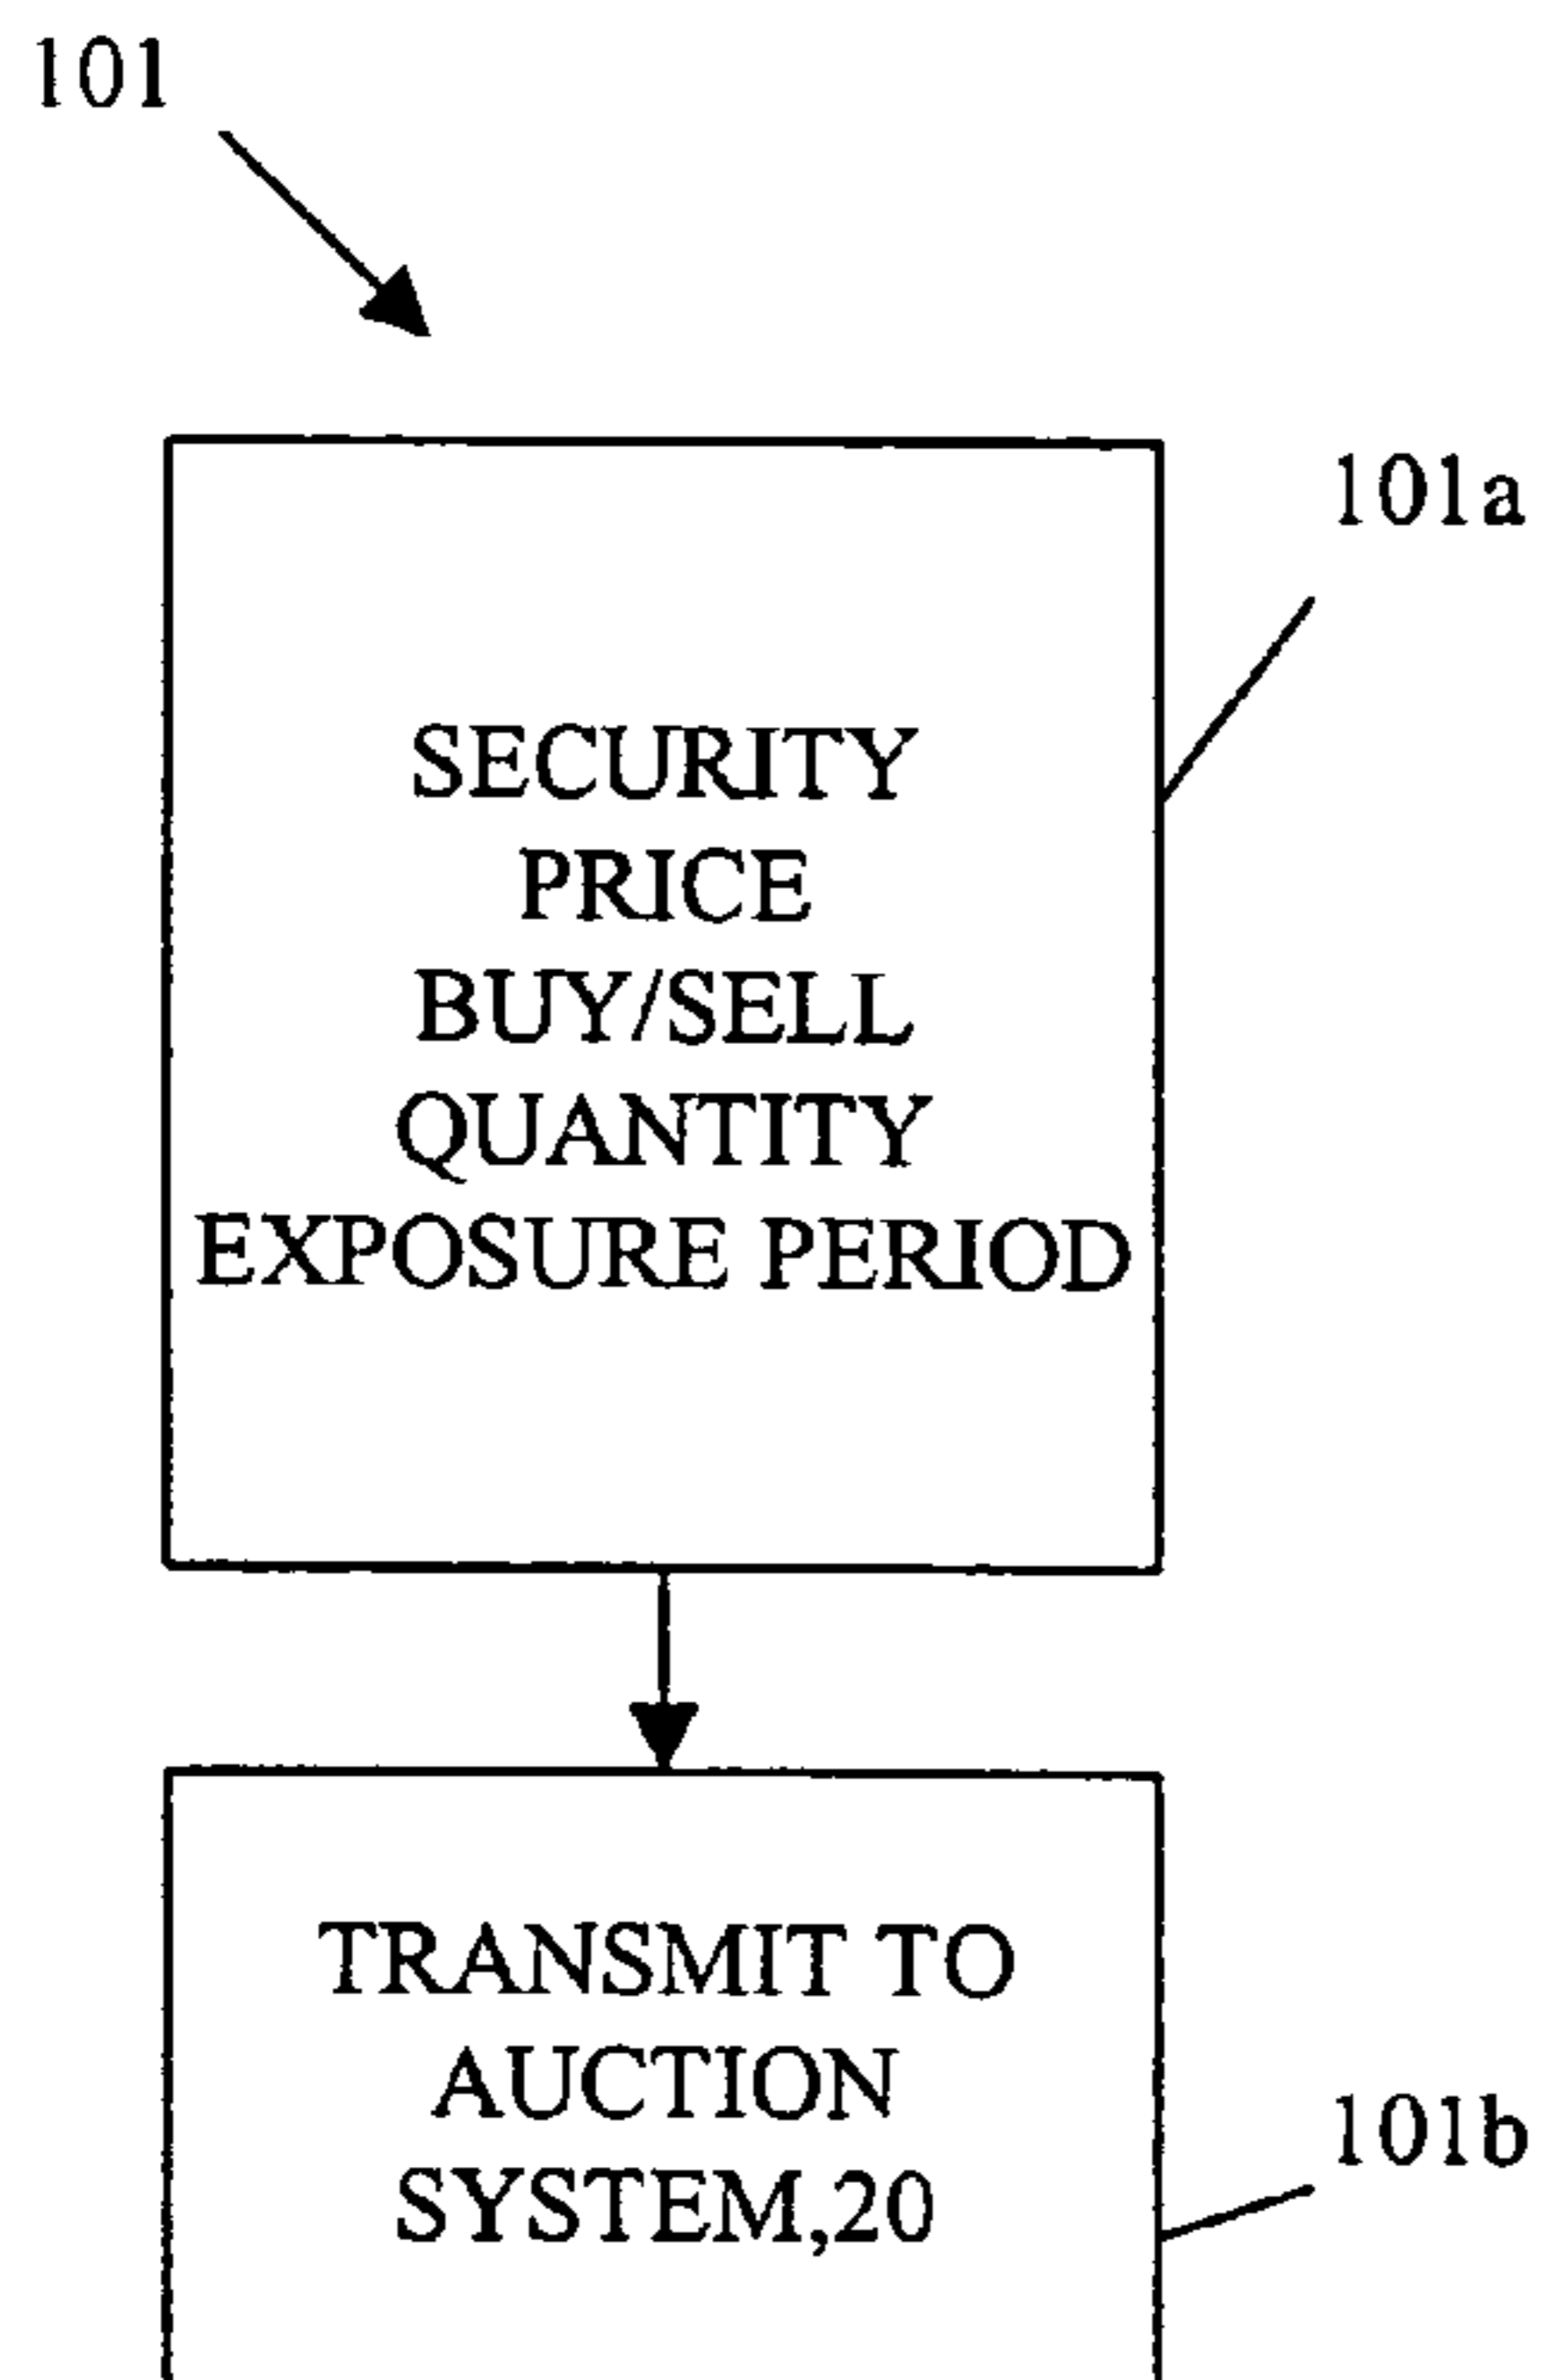 101
101a
SECURITY
PRICE
BUY/SELL
QUANTITY
EXPOSURE PERIOD
TRANSMIT TO
AUCTION
SYSTEM,20
101b